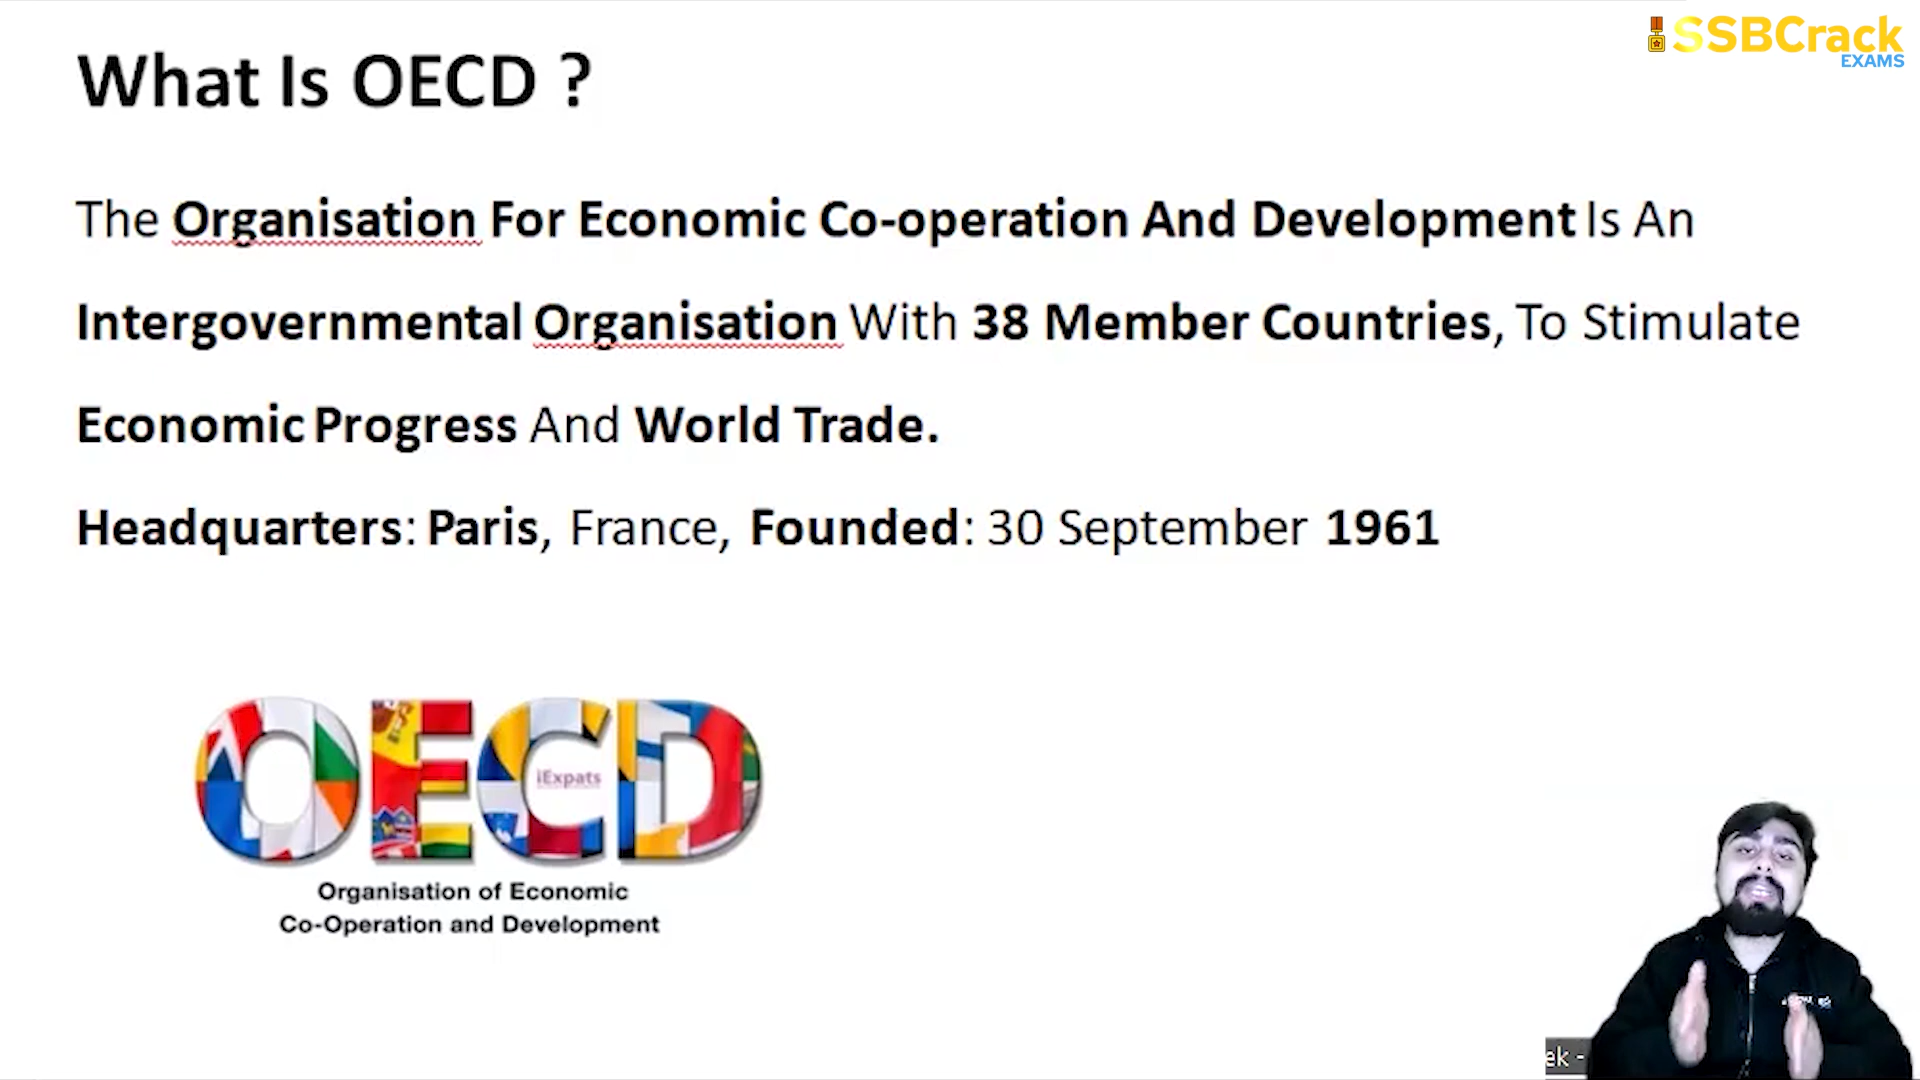 SSBCrack
EXAMS
What Is OECD ?
The Organisation For Economic Co-operation And Development Is An
Intergovernmental Organisation With 38 Member Countries, To Stimulate
Economic Progress And World Trade.
Headquarters: Paris, France, Founded: 30 September 1961
OECD
iExpats
Organisation of Economic
Co-Operation and Development
ek -